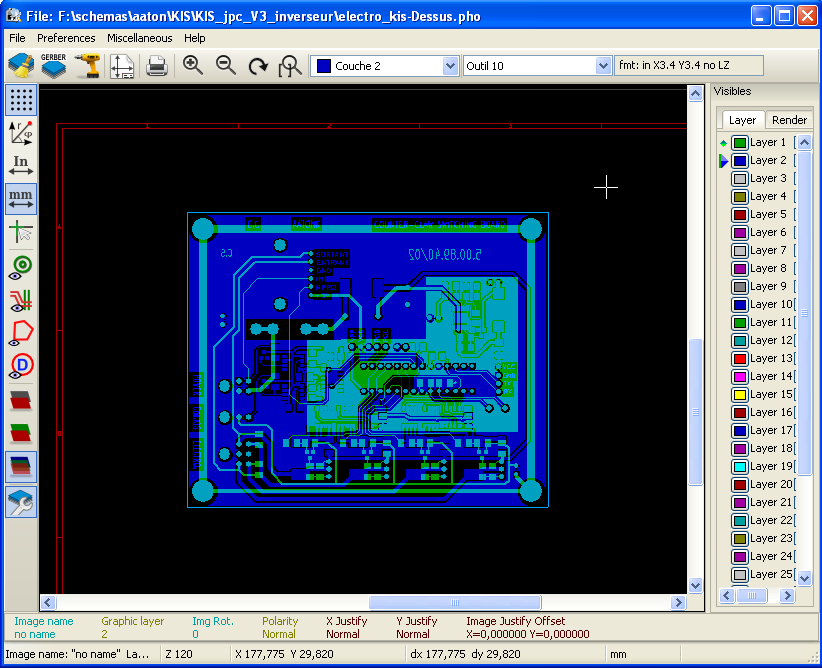 File: F:\schemas\aaton\KIS\KIS_jpc_V3_inverseur\electro_kis-Dessus.pho
File Preferences Miscellaneous Help
GERBER
Couche 2
Outil 10
fmt: in X3.4 Y3.4 no LZ
Visibles
Layer Render
In
mm
D
Layer 1 [
Layer 2 [
Layer 3 [
Layer 4 [
Layer 5 [
Layer 6 [
Layer 7 [
Layer 8 [
Layer 9 [
Layer 10[
Layer 11[
Layer 12[
Layer 13[
Layer 14[
Layer 15[
Layer 16[
Layer 17[
Layer 18[
Layer 19[
Layer 20[
Layer 21[
Layer 22[
Layer 23[
Layer 24[
Layer 25[
5.00.89.40/02
Image name Graphic layer Img Rot. Polarity X Justify Y Justify Image Justify Offset
no name 2 0 Normal Normal Normal X=0,000000 Y=0,000000
Image name: "no name" La... Z 120 X 177,775 Y 29,820 dx 177,775 dy 29,820 mm